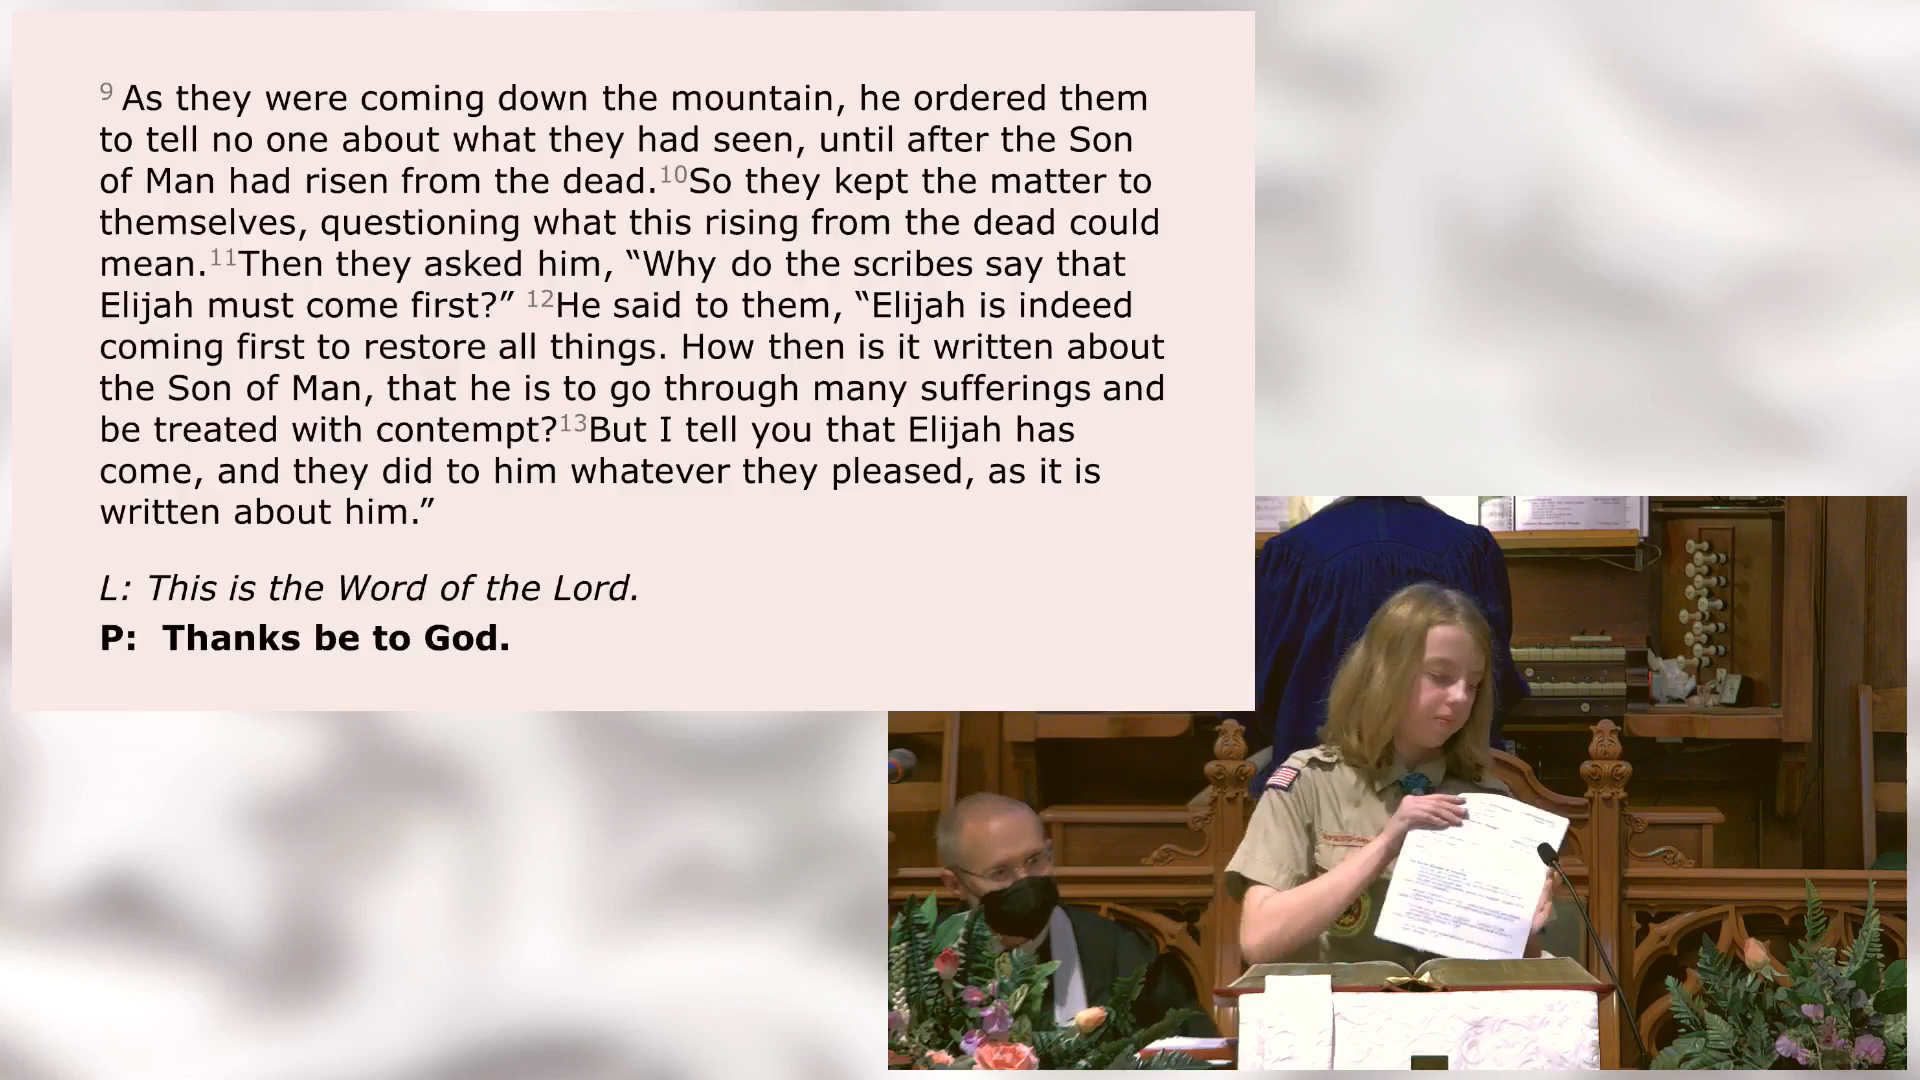 9 As they were coming down the mountain, he ordered them
to tell no one about what they had seen, until after the Son
of Man had risen from the dead.10So they kept the matter to
themselves, questioning what this rising from the dead could
mean.11Then they asked him, “Why do the scribes say that
Elijah must come first?” 12He said to them, “Elijah is indeed
coming first to restore all things. How then is it written about
the Son of Man, that he is to go through many sufferings and
be treated with contempt?13But I tell you that Elijah has
come, and they did to him whatever they pleased, as it is
written about him.”
L: This is the Word of the Lord.
P: Thanks be to God.